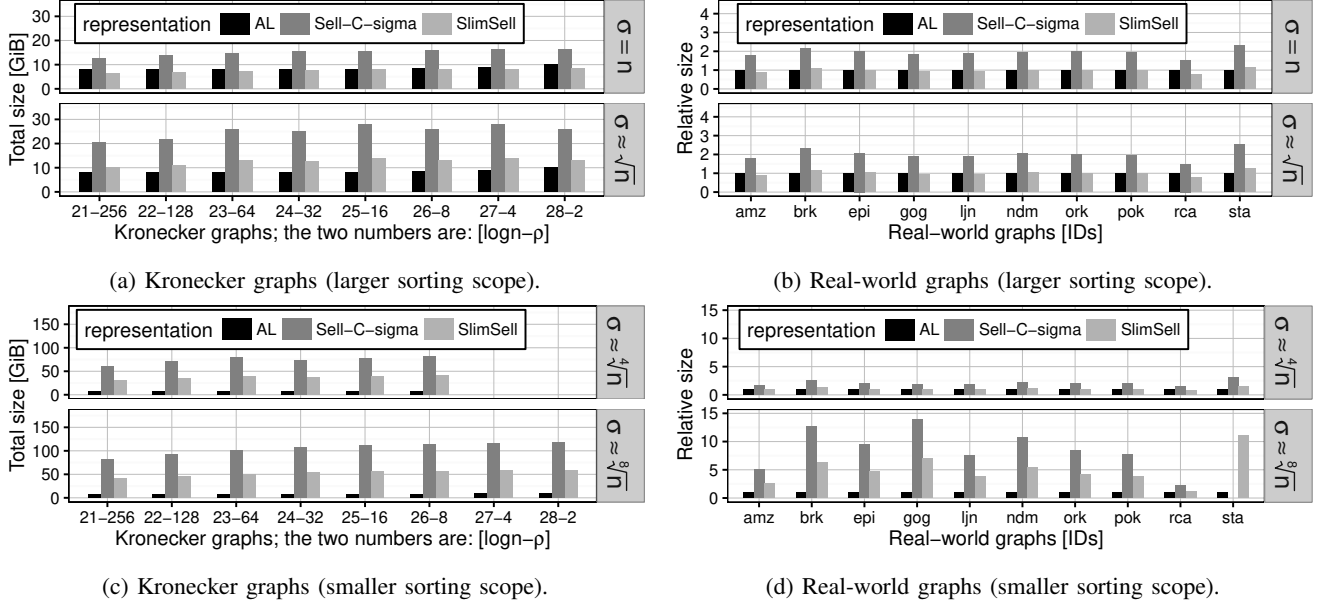 representation AL Sell-C-sigma SlimSell
Total size [GiB]
30
20
10
0
σ = n
30
20
10
0
σ ≈ √n
21−256 22−128 23−64 24−32 25−16 26−8 27−4 28−2
Kronecker graphs; the two numbers are: [logn−ρ]
(a) Kronecker graphs (larger sorting scope).
representation AL Sell-C-sigma SlimSell
Relative size
4
3
2
1
0
σ = n
4
2
1
0
σ ≈ √n
amz brk epi gog ljn ndm ork pok rca sta
Real−world graphs [IDs]
(b) Real-world graphs (larger sorting scope).
representation AL Sell-C-sigma SlimSell
Total size [GiB]
150
100
50
0
σ ≈ ∜n
150
100
50
0
σ ≈ ⁸√n
21−256 22−128 23−64 24−32 25−16 26−8 27−4 28−2
Kronecker graphs; the two numbers are: [logn−ρ]
(c) Kronecker graphs (smaller sorting scope).
representation AL Sell-C-sigma SlimSell
Relative size
15
10
5
0
σ ≈ ∜n
15
10
5
0
σ ≈ ⁸√n
amz brk epi gog ljn ndm ork pok rca sta
Real−world graphs [IDs]
(d) Real-world graphs (smaller sorting scope).